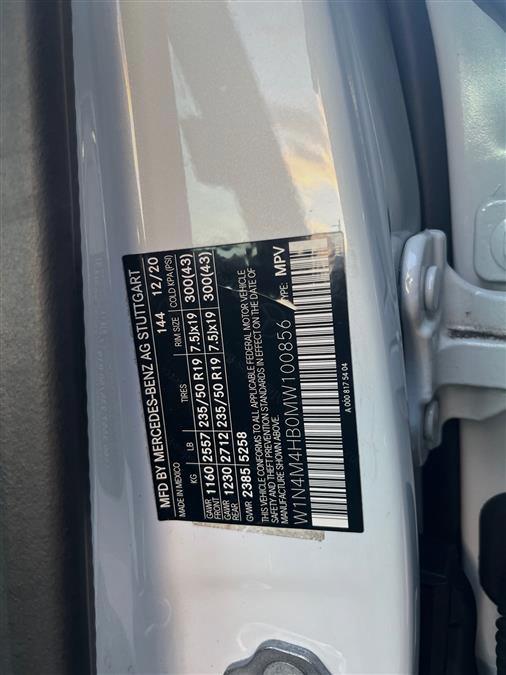 MFD BY MERCEDES-BENZ AG STUTTGART
MADE IN MEXICO 144 12/20
KG LB TIRES RIM SIZE COLD KPA(PSI)
GAWR FRONT 1160 2557 235/50 R19 7.5Jx19 300(43)
GAWR REAR 1230 2712 235/50 R19 7.5Jx19 300(43)
GVWR 2385 5258
THIS VEHICLE CONFORMS TO ALL APPLICABLE FEDERAL MOTOR VEHICLE
SAFETY AND THEFT PREVENTION STANDARDS IN EFFECT ON THE DATE OF
MANUFACTURE SHOWN ABOVE. TYPE: MPV
W1N4M4HB0MW100856
A 000 817 54 04